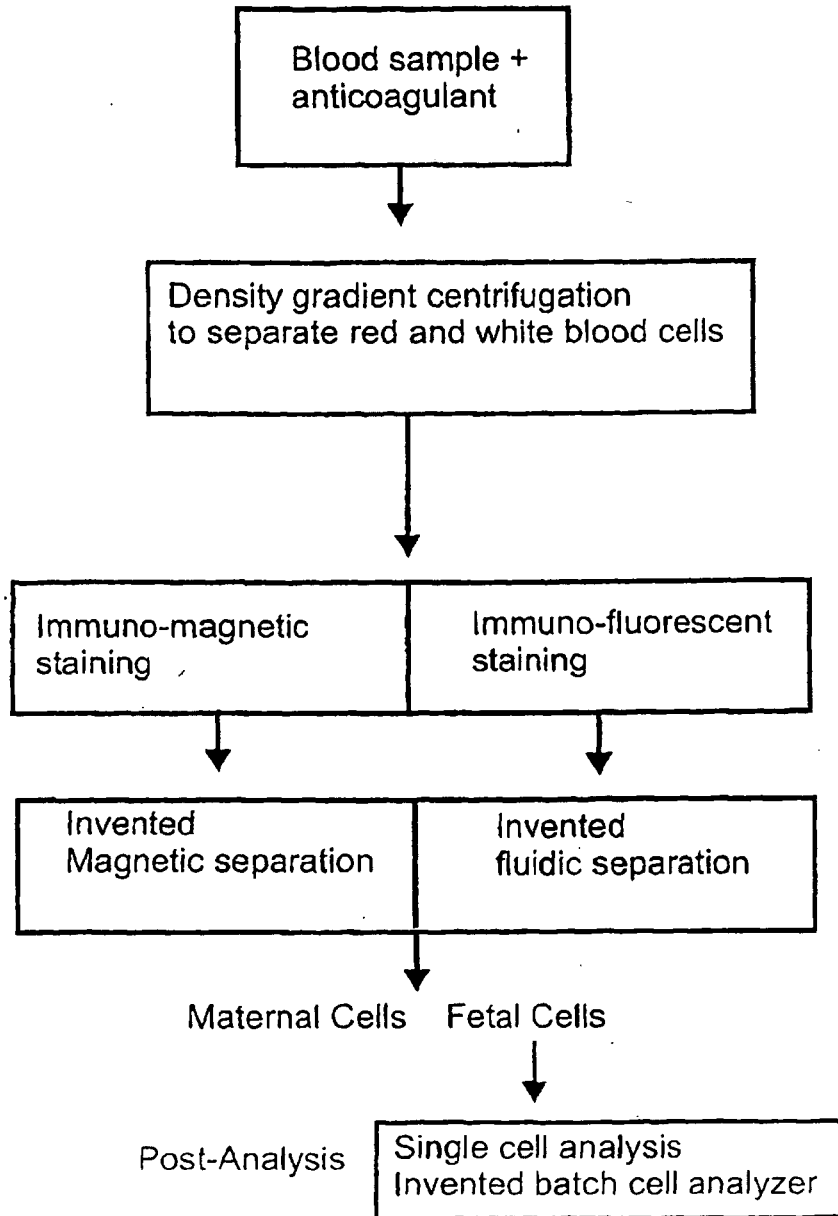 Blood sample +
anticoagulant
Density gradient centrifugation
to separate red and white blood cells
Immuno-magnetic
staining
Immuno-fluorescent
staining
Invented
Magnetic separation
Invented
fluidic separation
Maternal Cells Fetal Cells
Post-Analysis
Single cell analysis
Invented batch cell analyzer